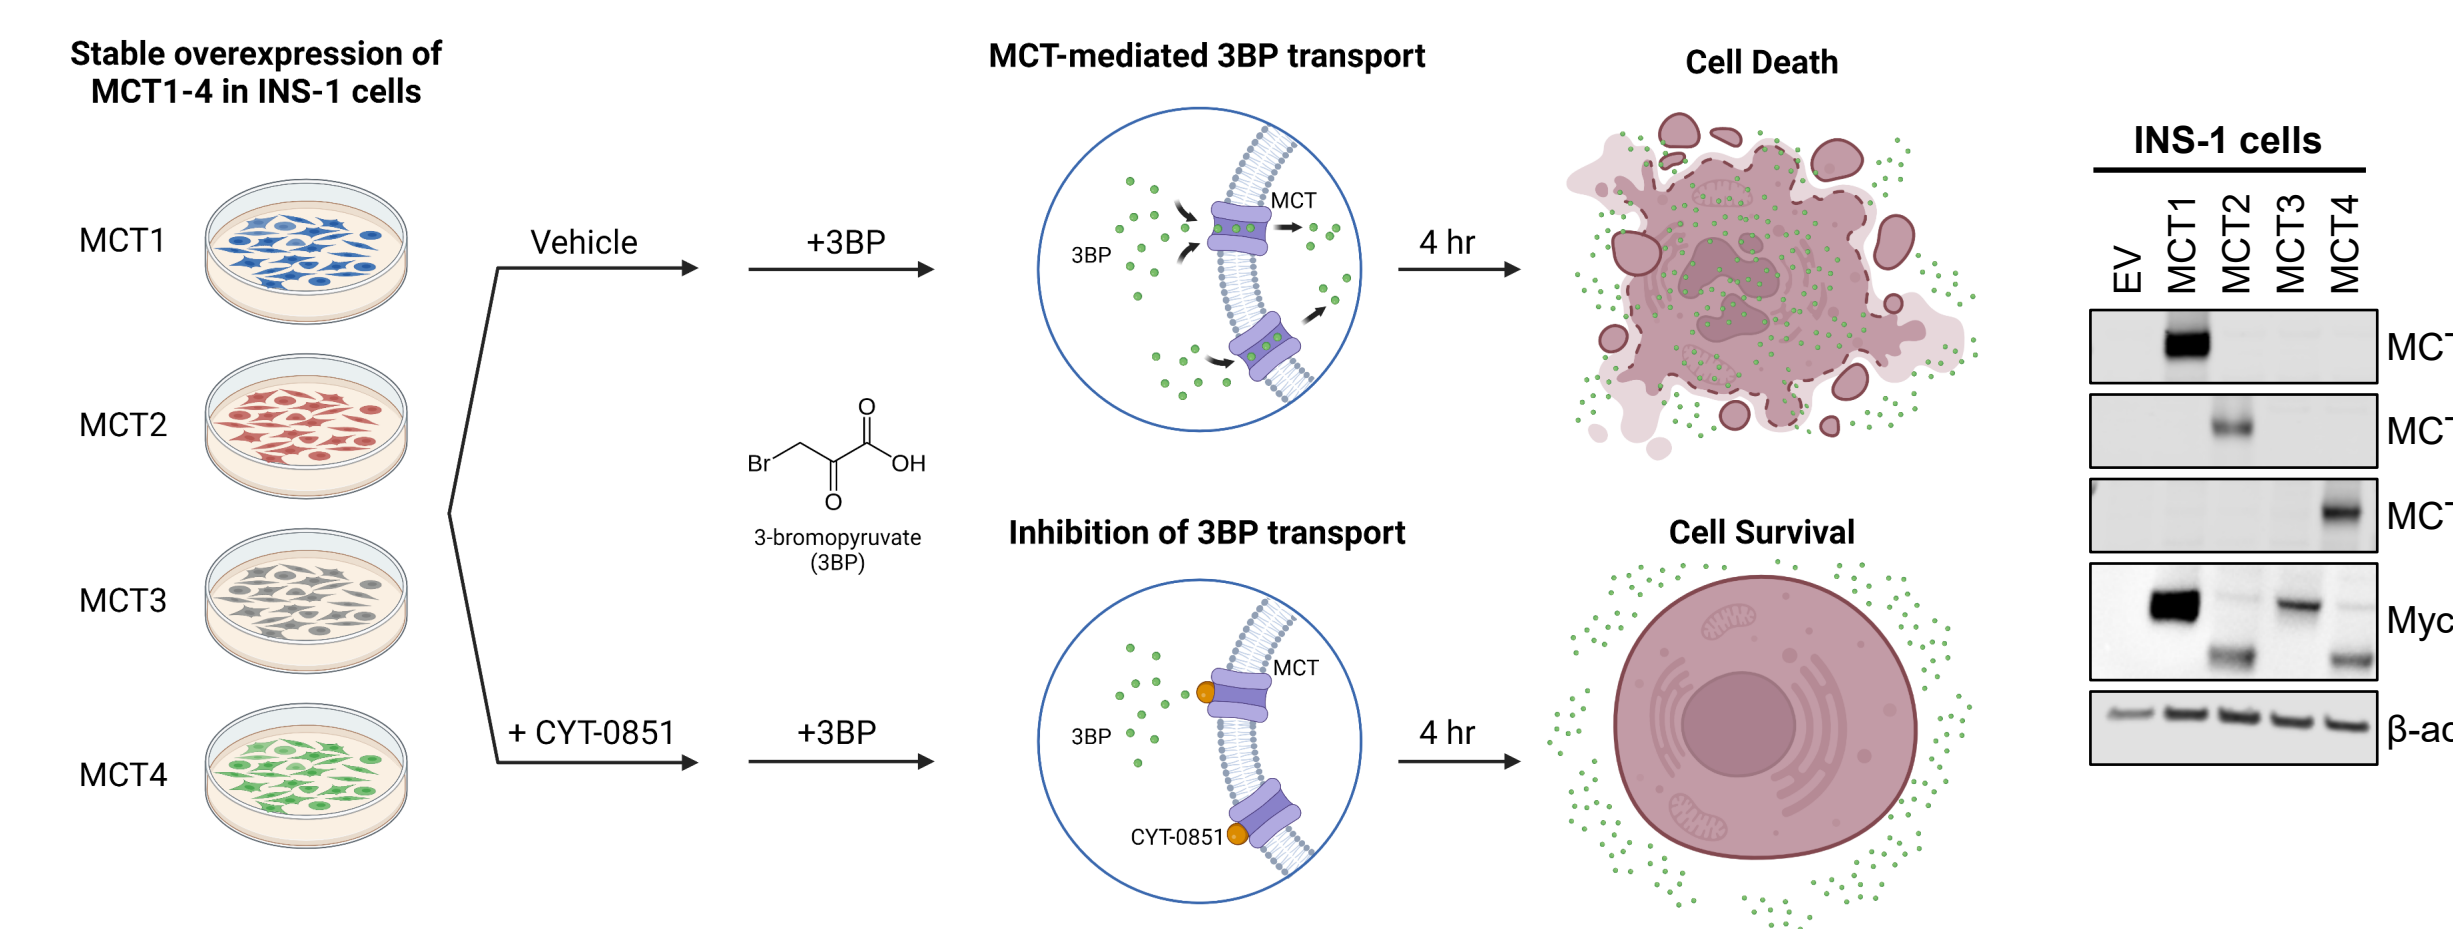 Stable overexpression of
MCT1-4 in INS-1 cells
MCT1
MCT2
MCT3
MCT4
Vehicle
+ CYT-0851
+3BP
+3BP
Br
O
OH
O
3-bromopyruvate
(3BP)
MCT-mediated 3BP transport
3BP
MCT
Inhibition of 3BP transport
3BP
MCT
CYT-0851
4 hr
4 hr
Cell Death
Cell Survival
INS-1 cells
EV
MCT1
MCT2
MCT3
MCT4
Myc